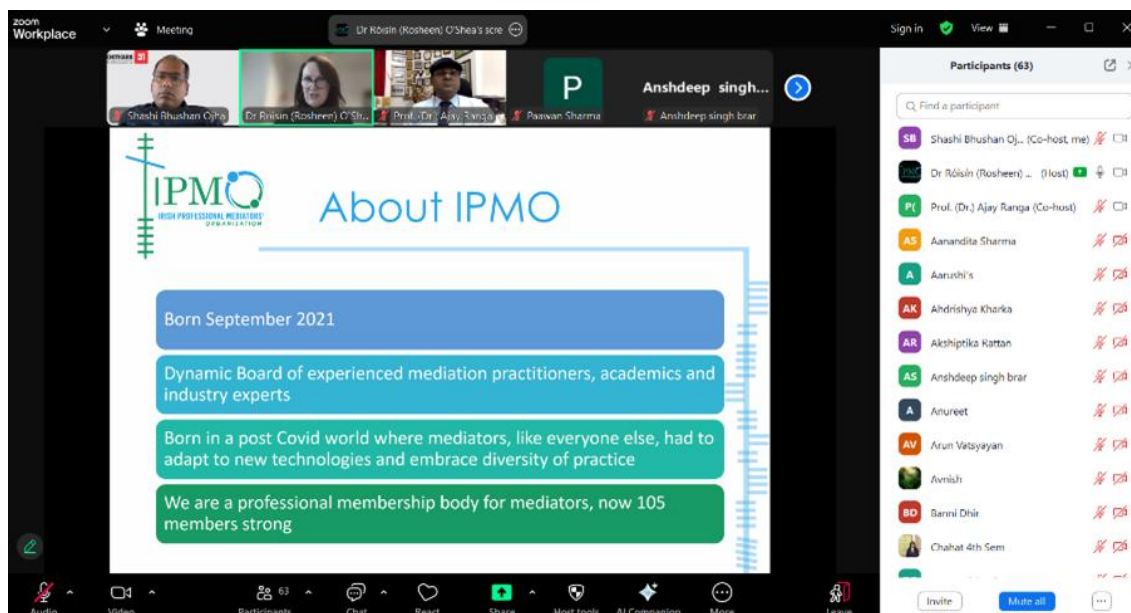 zoom
Workplace
Meeting
Dr Róisín (Rosheen) O'Shea's scre
Sign in
View
Shashi Bhushan Ojha
Dr Róisín (Rosheen) O'Sh...
Prof. (Dr.) Ajay Ranga
P
Paawan Sharma
Anshdeep singh...
Anshdeep singh brar
IPMO
IRISH PROFESSIONAL MEDIATORS'
ORGANISATION
About IPMO
Born September 2021
Dynamic Board of experienced mediation practitioners, academics and
industry experts
Born in a post Covid world where mediators, like everyone else, had to
adapt to new technologies and embrace diversity of practice
We are a professional membership body for mediators, now 105
members strong
Participants (63)
Find a participant
SB Shashi Bhushan Oj... (Co-host, me)
Dr Róisín (Rosheen) ... (Host)
P( Prof. (Dr.) Ajay Ranga (Co-host)
AS Aanandita Sharma
A Aarushi's
AK Ahdrishya Kharka
AR Akshiptika Rattan
AS Anshdeep singh brar
A Anureet
AV Arun Vatsyayan
Avnish
BD Banni Dhir
Chahat 4th Sem
Invite
Mute all
Audio
Video
63
Participants
Chat
React
Share
Host tools
AI Companion
More
Leave